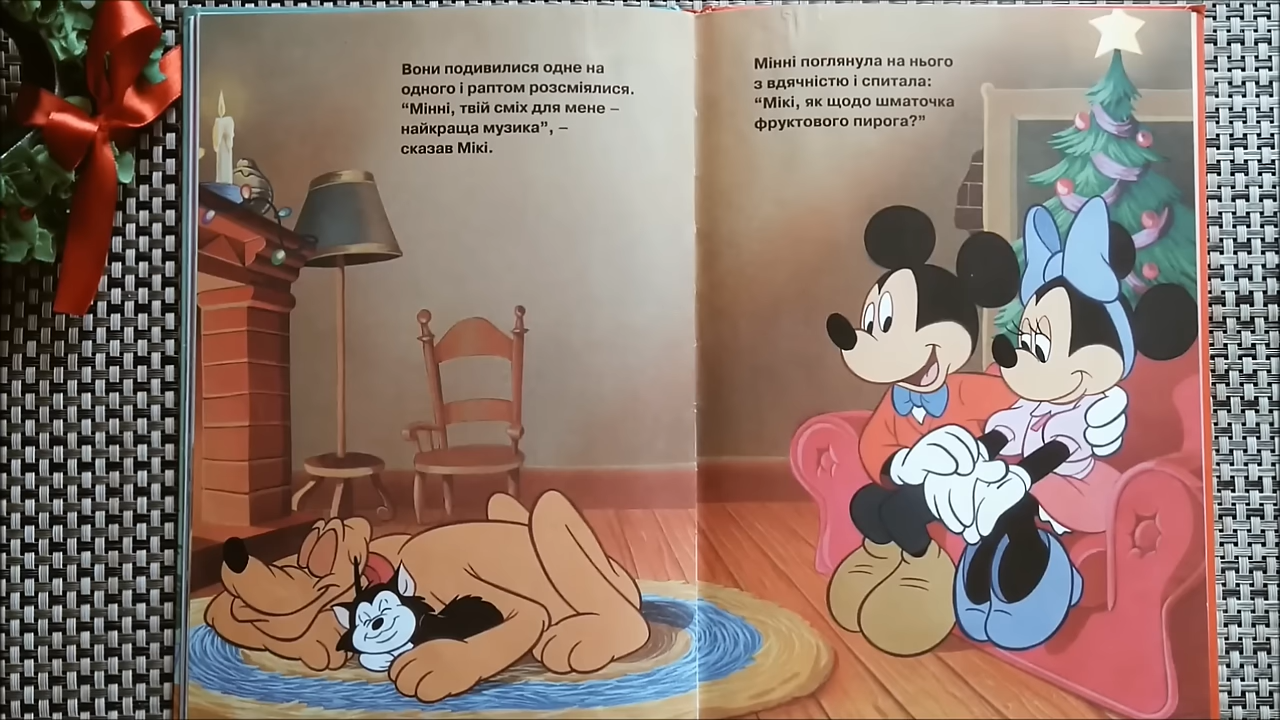 Вони подивилися одне на
одного і раптом розсміялися.
“Мінні, твій сміх для мене –
найкраща музика”, –
сказав Мікі.
Мінні поглянула на нього
з вдячністю і спитала:
“Мікі, як щодо шматочка
фруктового пирога?”